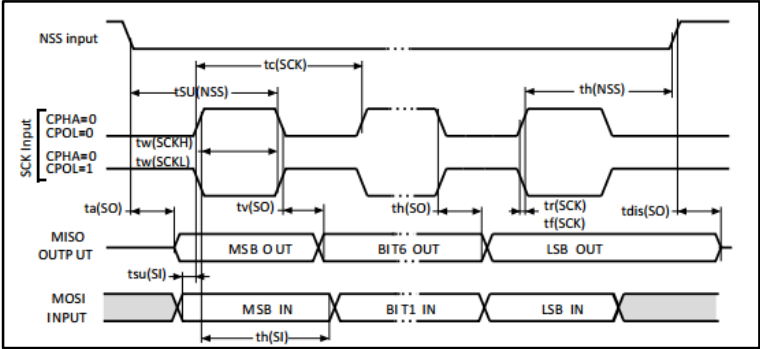 NSS input
tc(SCK)
tSU(NSS)
th(NSS)
SCK Input
CPHA=0
CPOL=0
CPHA=0
CPOL=1
tw(SCKH)
tw(SCKL)
ta(SO)
tv(SO)
th(SO)
tr(SCK)
tf(SCK)
tdis(SO)
MISO
OUTPUT
MSB OUT
BIT6 OUT
LSB OUT
tsu(SI)
MOSI
INPUT
MSB IN
BIT1 IN
LSB IN
th(SI)